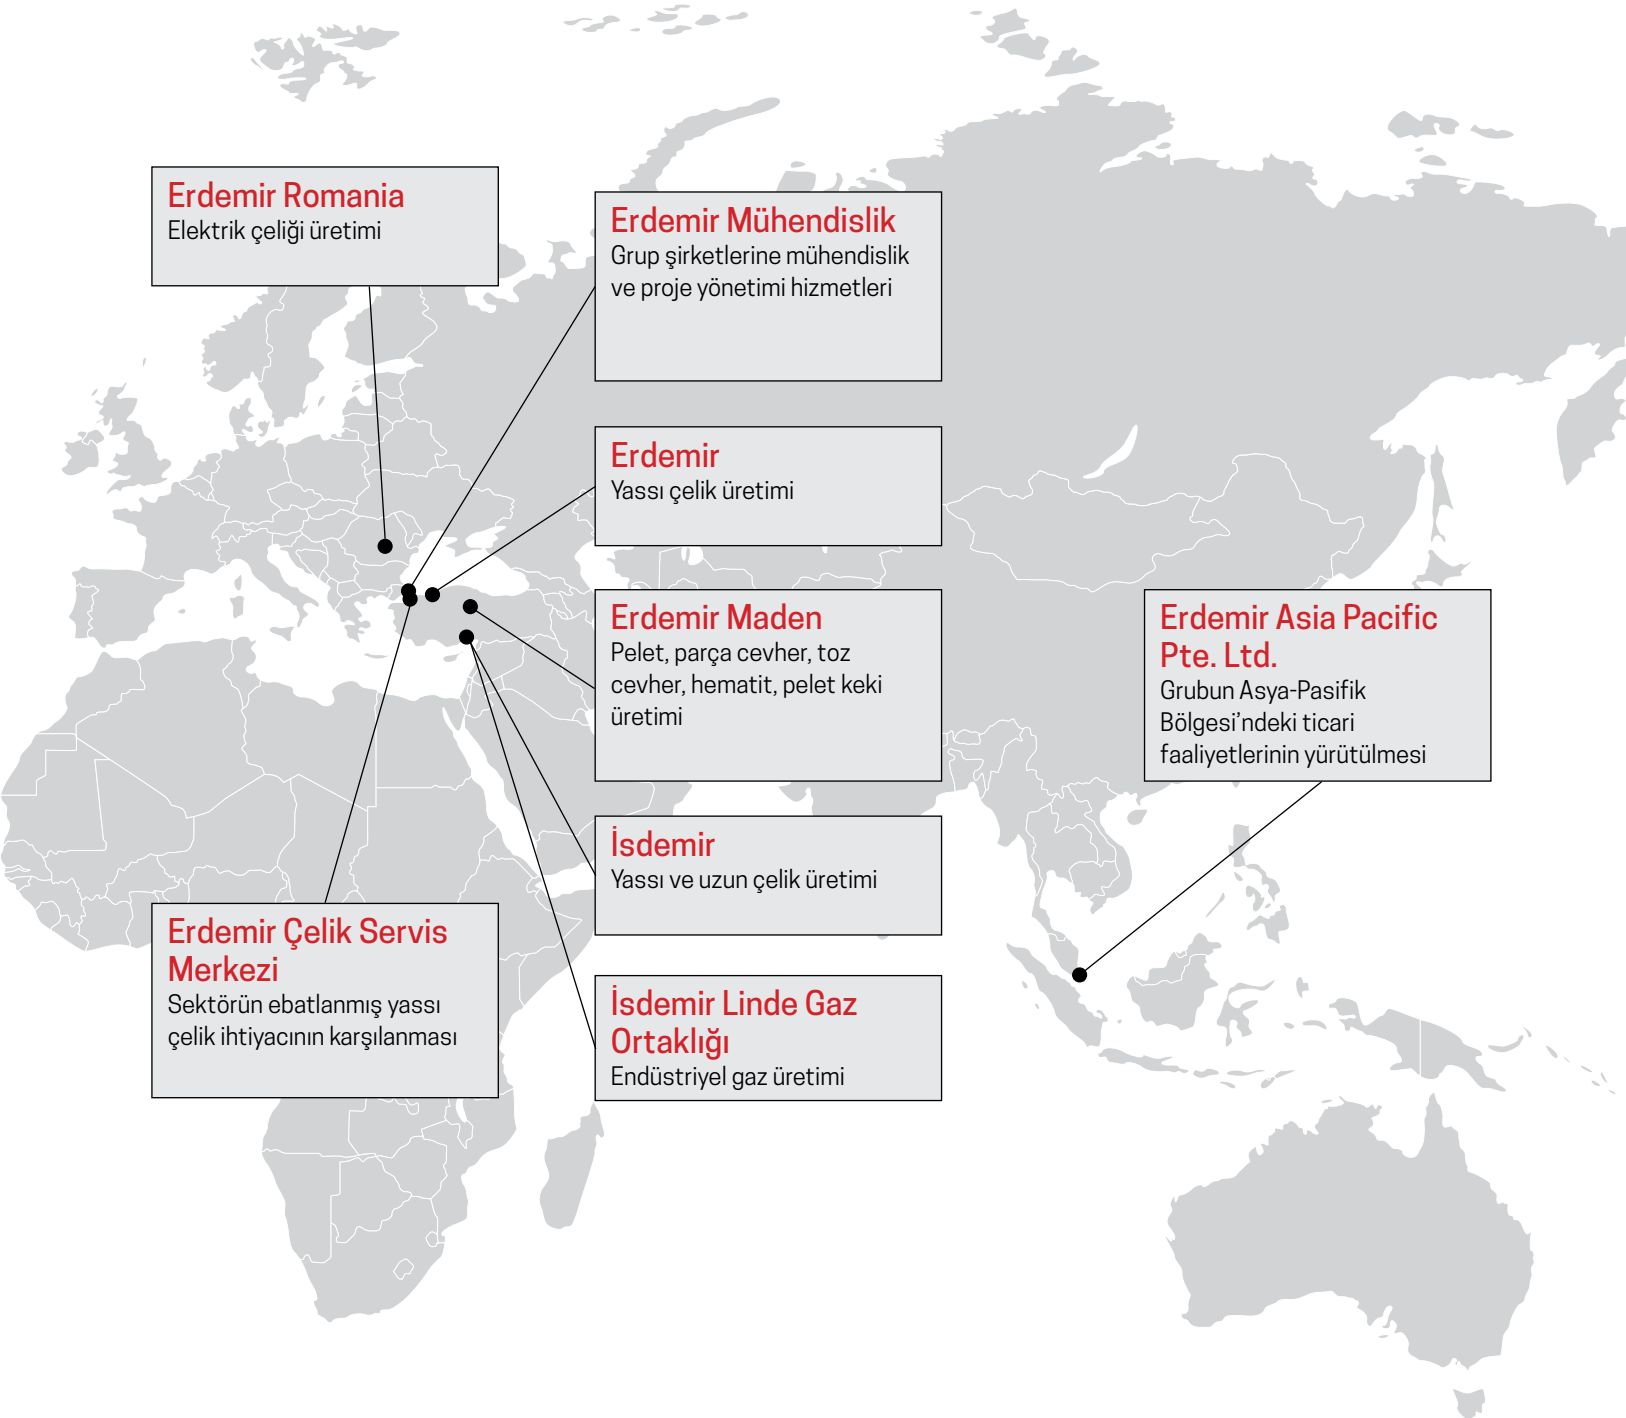 Erdemir Romania
Elektrik çeliği üretimi
Erdemir Mühendislik
Grup şirketlerine mühendislik
ve proje yönetimi hizmetleri
Erdemir
Yassı çelik üretimi
Erdemir Maden
Pelet, parça cevher, toz
cevher, hematit, pelet keki
üretimi
Erdemir Asia Pacific
Pte. Ltd.
Grubun Asya-Pasifik
Bölgesi’ndeki ticari
faaliyetlerinin yürütülmesi
İsdemir
Yassı ve uzun çelik üretimi
Erdemir Çelik Servis
Merkezi
Sektörün ebatlanmış yassı
çelik ihtiyacının karşılanması
İsdemir Linde Gaz
Ortaklığı
Endüstriyel gaz üretimi